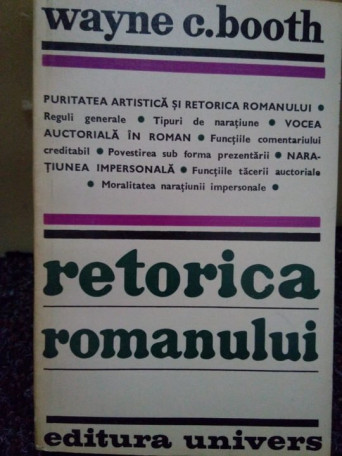 wayne c.booth
PURITATEA ARTISTICĂ ȘI RETORICA ROMANULUI •
Reguli generale • Tipuri de narațiune • VOCEA
AUCTORIALĂ ÎN ROMAN • Funcțiile comentariului
creditabil • Povestirea sub forma prezentării • NARA-
ȚIUNEA IMPERSONALĂ • Funcțiile tăcerii auctoriale
• Moralitatea narațiunii impersonale •
retorica
romanului
editura univers